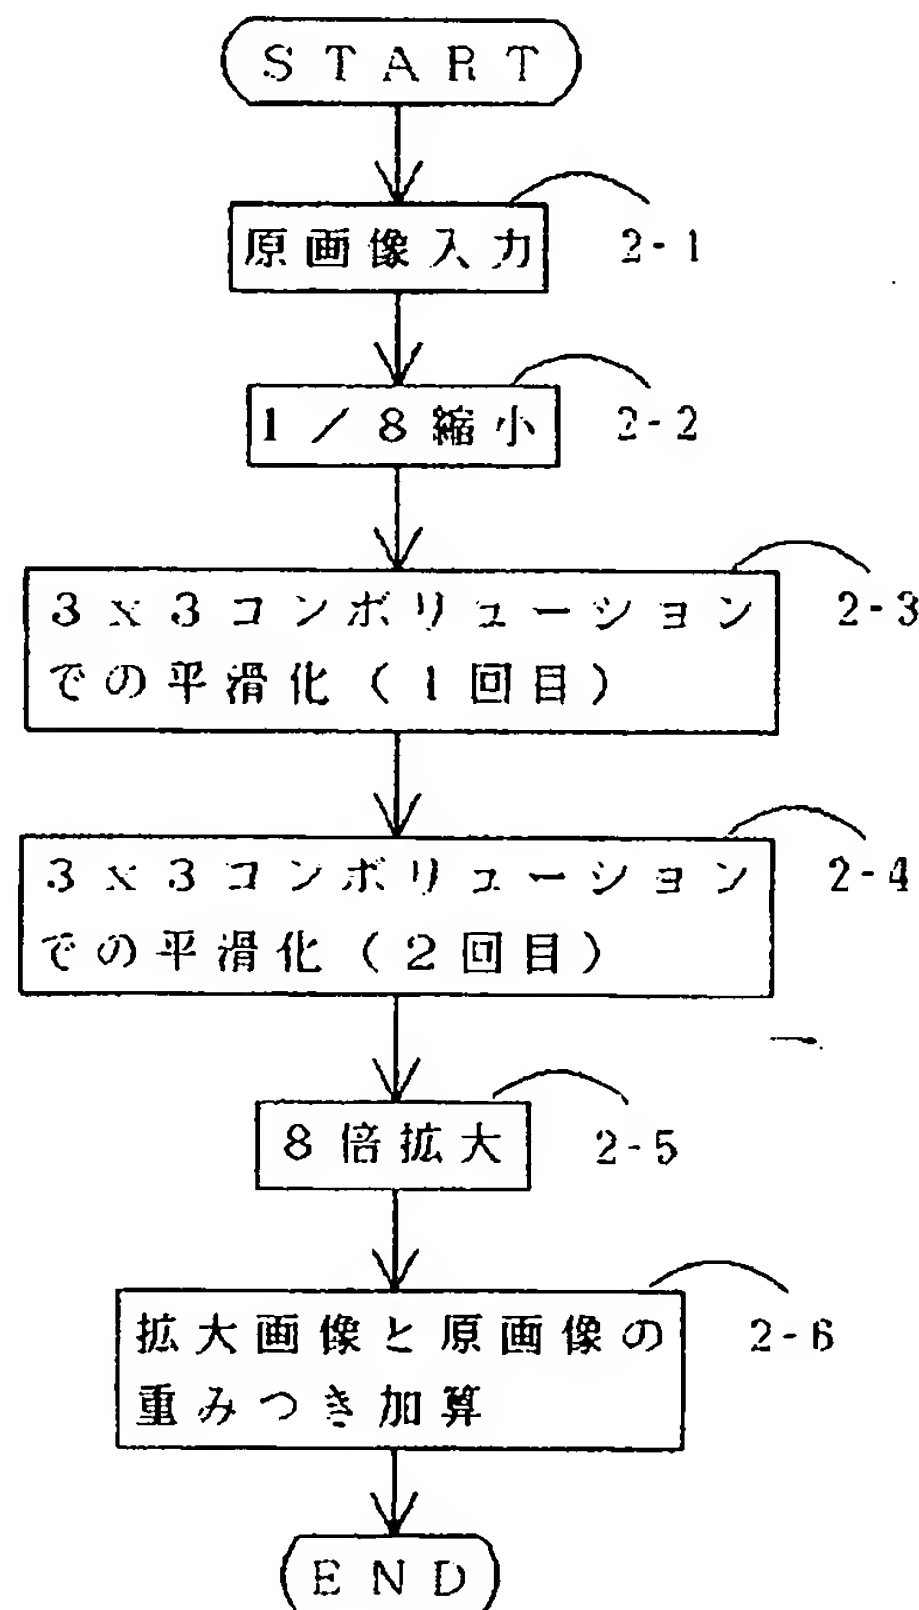 START
原画像入力 2-1
1/8縮小 2-2
3x3コンボリューション 2-3
での平滑化(1回目)
3x3コンボリューション 2-4
での平滑化(2回目)
8倍拡大 2-5
拡大画像と原画像の 2-6
重みつき加算
END